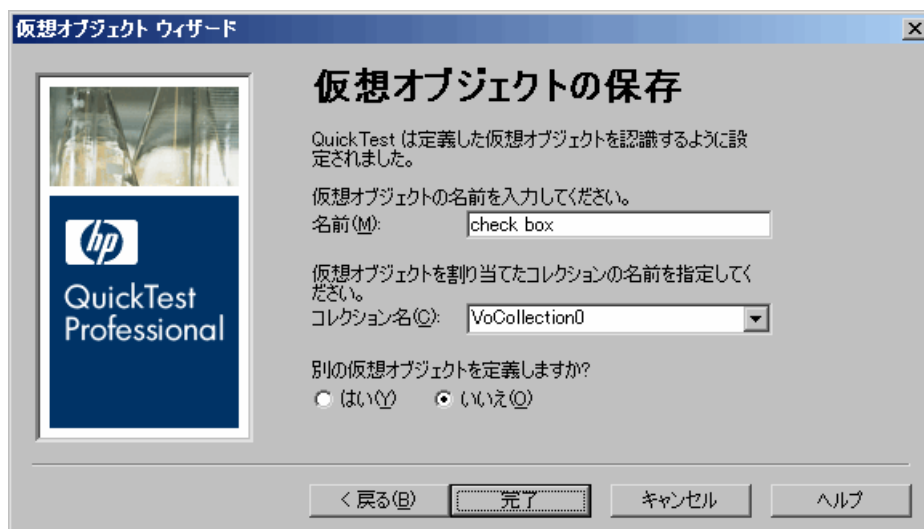 仮想オブジェクト ウィザード
仮想オブジェクトの保存
QuickTest は定義した仮想オブジェクトを認識するように設
定されました。
仮想オブジェクトの名前を入力してください。
名前(M):
check box
仮想オブジェクトを割り当てたコレクションの名前を指定してく
ださい。
コレクション名(C):
VoCollection0
別の仮想オブジェクトを定義しますか?
はい(Y)
いいえ(O)
hp
QuickTest
Professional
< 戻る(B)
完了
キャンセル
ヘルプ